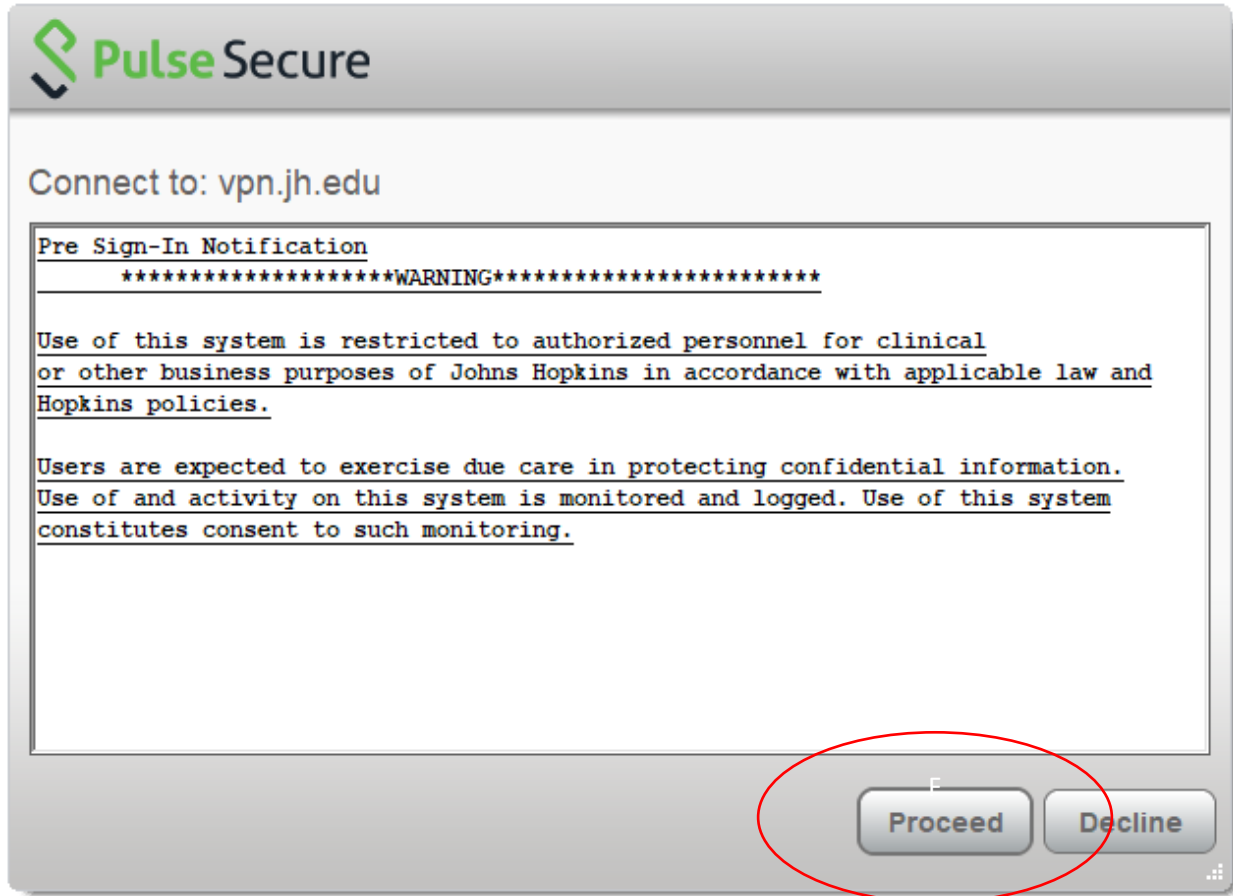 Pulse Secure
Connect to: vpn.jh.edu
Pre Sign-In Notification
********************WARNING************************
Use of this system is restricted to authorized personnel for clinical
or other business purposes of Johns Hopkins in accordance with applicable law and
Hopkins policies.
Users are expected to exercise due care in protecting confidential information.
Use of and activity on this system is monitored and logged. Use of this system
constitutes consent to such monitoring.
F
Proceed Decline